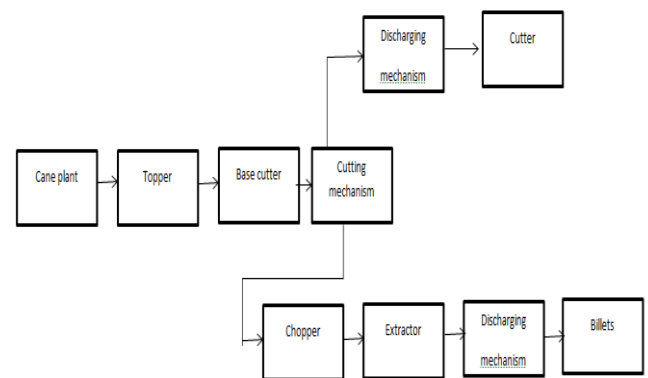 Discharging
mechanism
Cutter
Cane plant
Topper
Base cutter
Cutting
mechanism
Chopper
Extractor
Discharging
mechanism
Billets